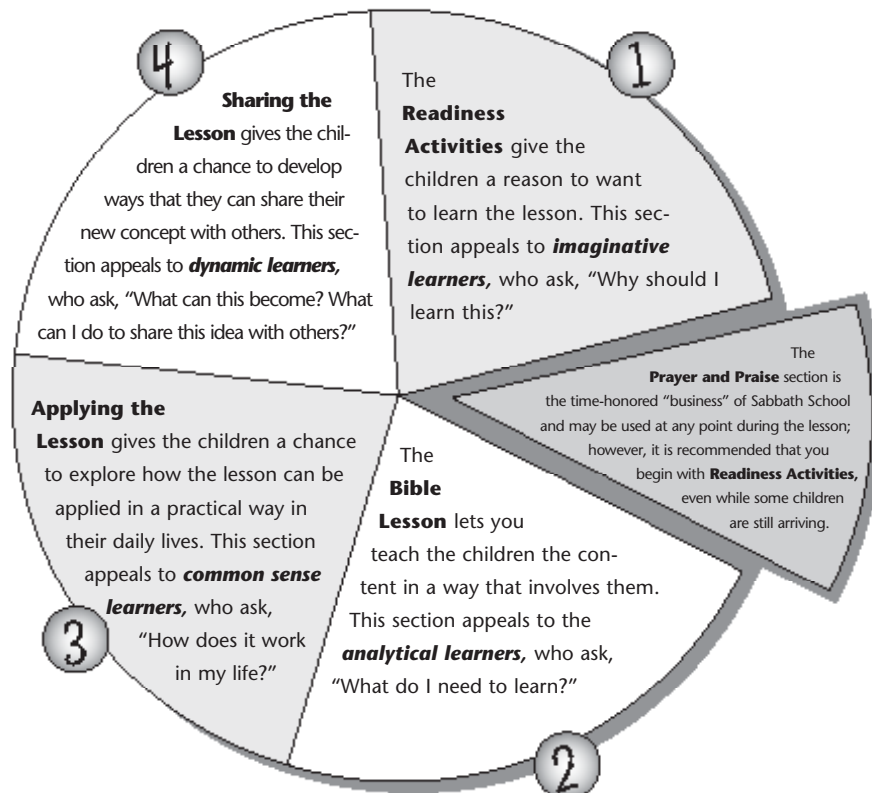 1
The
Readiness
Activities give the
children a reason to want
to learn the lesson. This sec-
tion appeals to imaginative
learners, who ask, “Why should I
learn this?”
The
Prayer and Praise section is
the time-honored “business” of Sabbath School
and may be used at any point during the lesson;
however, it is recommended that you
begin with Readiness Activities,
even while some children
are still arriving.
2
The
Bible
Lesson lets you
teach the children the con-
tent in a way that involves them.
This section appeals to the
analytical learners, who ask,
“What do I need to learn?”
3
Applying the
Lesson gives the children a chance
to explore how the lesson can be
applied in a practical way in
their daily lives. This section
appeals to common sense
learners, who ask,
“How does it work
in my life?”
4
Sharing the
Lesson gives the chil-
dren a chance to develop
ways that they can share their
new concept with others. This sec-
tion appeals to dynamic learners,
who ask, “What can this become? What
can I do to share this idea with others?”